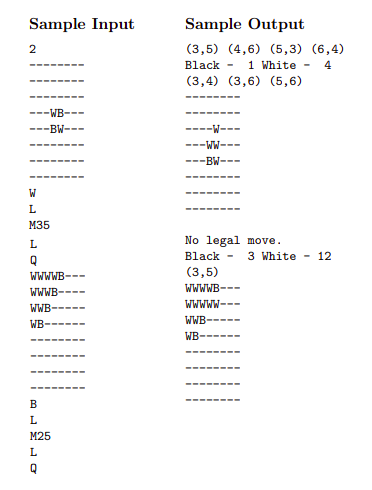 Sample Input
2
--------
--------
--------
---WB---
---BW---
--------
--------
--------
W
L
M35
L
Q
WWWWB---
WWWB----
WWB-----
WB------
--------
--------
--------
--------
B
L
M25
L
Q
Sample Output
(3,5) (4,6) (5,3) (6,4)
Black -  1 White -  4
(3,4) (3,6) (5,6)
--------
--------
----W---
---WW---
---BW---
--------
--------
--------
No legal move.
Black -  3 White - 12
(3,5)
WWWWB---
WWWWW---
WWB-----
WB------
--------
--------
--------
--------